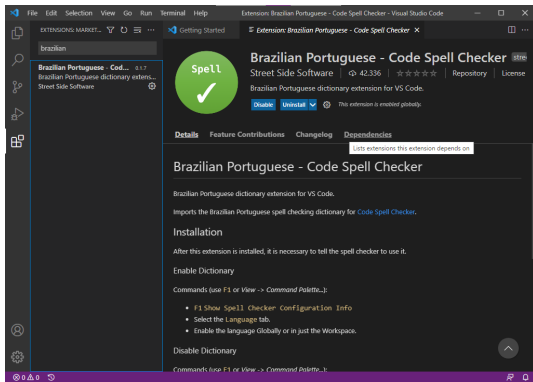 File Edit Selection View Go Run Terminal Help Extension: Brazilian Portuguese - Code Spell Checker - Visual Studio Code
EXTENSIONS: MARKET...
brazilian
Brazilian Portuguese - Cod... 0.1.7
Brazilian Portuguese dictionary extens...
Street Side Software
Getting Started
Extension: Brazilian Portuguese - Code Spell Checker
Spell
Brazilian Portuguese - Code Spell Checker stre
Street Side Software 42.336 Repository License
Brazilian Portuguese dictionary extension for VS Code.
Disable Uninstall This extension is enabled globally.
Details Feature Contributions Changelog Dependencies
Lists extensions this extension depends on
Brazilian Portuguese - Code Spell Checker
Brazilian Portuguese dictionary extension for VS Code.
Imports the Brazilian Portuguese spell checking dictionary for Code Spell Checker.
Installation
After this extension is installed, it is necessary to tell the spell checker to use it.
Enable Dictionary
Commands (use F1 or View -> Command Palette...):
• F1 Show Spell Checker Configuration Info
• Select the Language tab.
• Enable the language Globally or in just the Workspace.
Disable Dictionary
Commands (use F1 or View -> Command Palette...):
0 0